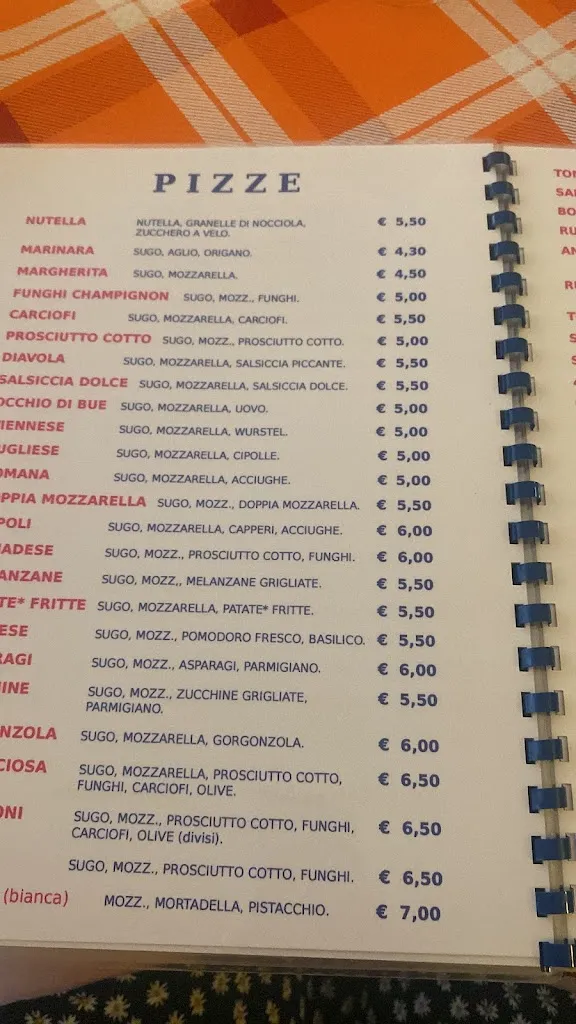 PIZZE
NUTELLA NUTELLA, GRANELLE DI NOCCIOLA, € 5,50
ZUCCHERO A VELO.
MARINARA SUGO, AGLIO, ORIGANO. € 4,30
MARGHERITA SUGO, MOZZARELLA. € 4,50
FUNGHI CHAMPIGNON SUGO, MOZZ., FUNGHI. € 5,00
CARCIOFI SUGO, MOZZARELLA, CARCIOFI. € 5,50
PROSCIUTTO COTTO SUGO, MOZZ., PROSCIUTTO COTTO. € 5,00
DIAVOLA SUGO, MOZZARELLA, SALSICCIA PICCANTE. € 5,50
SALSICCIA DOLCE SUGO, MOZZARELLA, SALSICCIA DOLCE. € 5,50
OCCHIO DI BUE SUGO, MOZZARELLA, UOVO. € 5,00
IENNESE SUGO, MOZZARELLA, WURSTEL. € 5,00
UGLIESE SUGO, MOZZARELLA, CIPOLLE. € 5,00
OMANA SUGO, MOZZARELLA, ACCIUGHE. € 5,00
OPPIA MOZZARELLA SUGO, MOZZ., DOPPIA MOZZARELLA. € 5,50
POLI SUGO, MOZZARELLA, CAPPERI, ACCIUGHE. € 6,00
ADESE SUGO, MOZZ., PROSCIUTTO COTTO, FUNGHI. € 6,00
ANZANE SUGO, MOZZ,, MELANZANE GRIGLIATE. € 5,50
TE* FRITTE SUGO, MOZZARELLA, PATATE* FRITTE. € 5,50
ESE SUGO, MOZZ., POMODORO FRESCO, BASILICO. € 5,50
RAGI SUGO, MOZZ., ASPARAGI, PARMIGIANO. € 6,00
INE SUGO, MOZZ., ZUCCHINE GRIGLIATE, € 5,50
PARMIGIANO.
NZOLA SUGO, MOZZARELLA, GORGONZOLA. € 6,00
CIOSA SUGO, MOZZARELLA, PROSCIUTTO COTTO, € 6,50
FUNGHI, CARCIOFI, OLIVE.
ONI SUGO, MOZZ., PROSCIUTTO COTTO, FUNGHI, € 6,50
CARCIOFI, OLIVE (divisi).
SUGO, MOZZ., PROSCIUTTO COTTO, FUNGHI. € 6,50
(bianca) MOZZ., MORTADELLA, PISTACCHIO. € 7,00
TON
SAL
BO
RU
AN